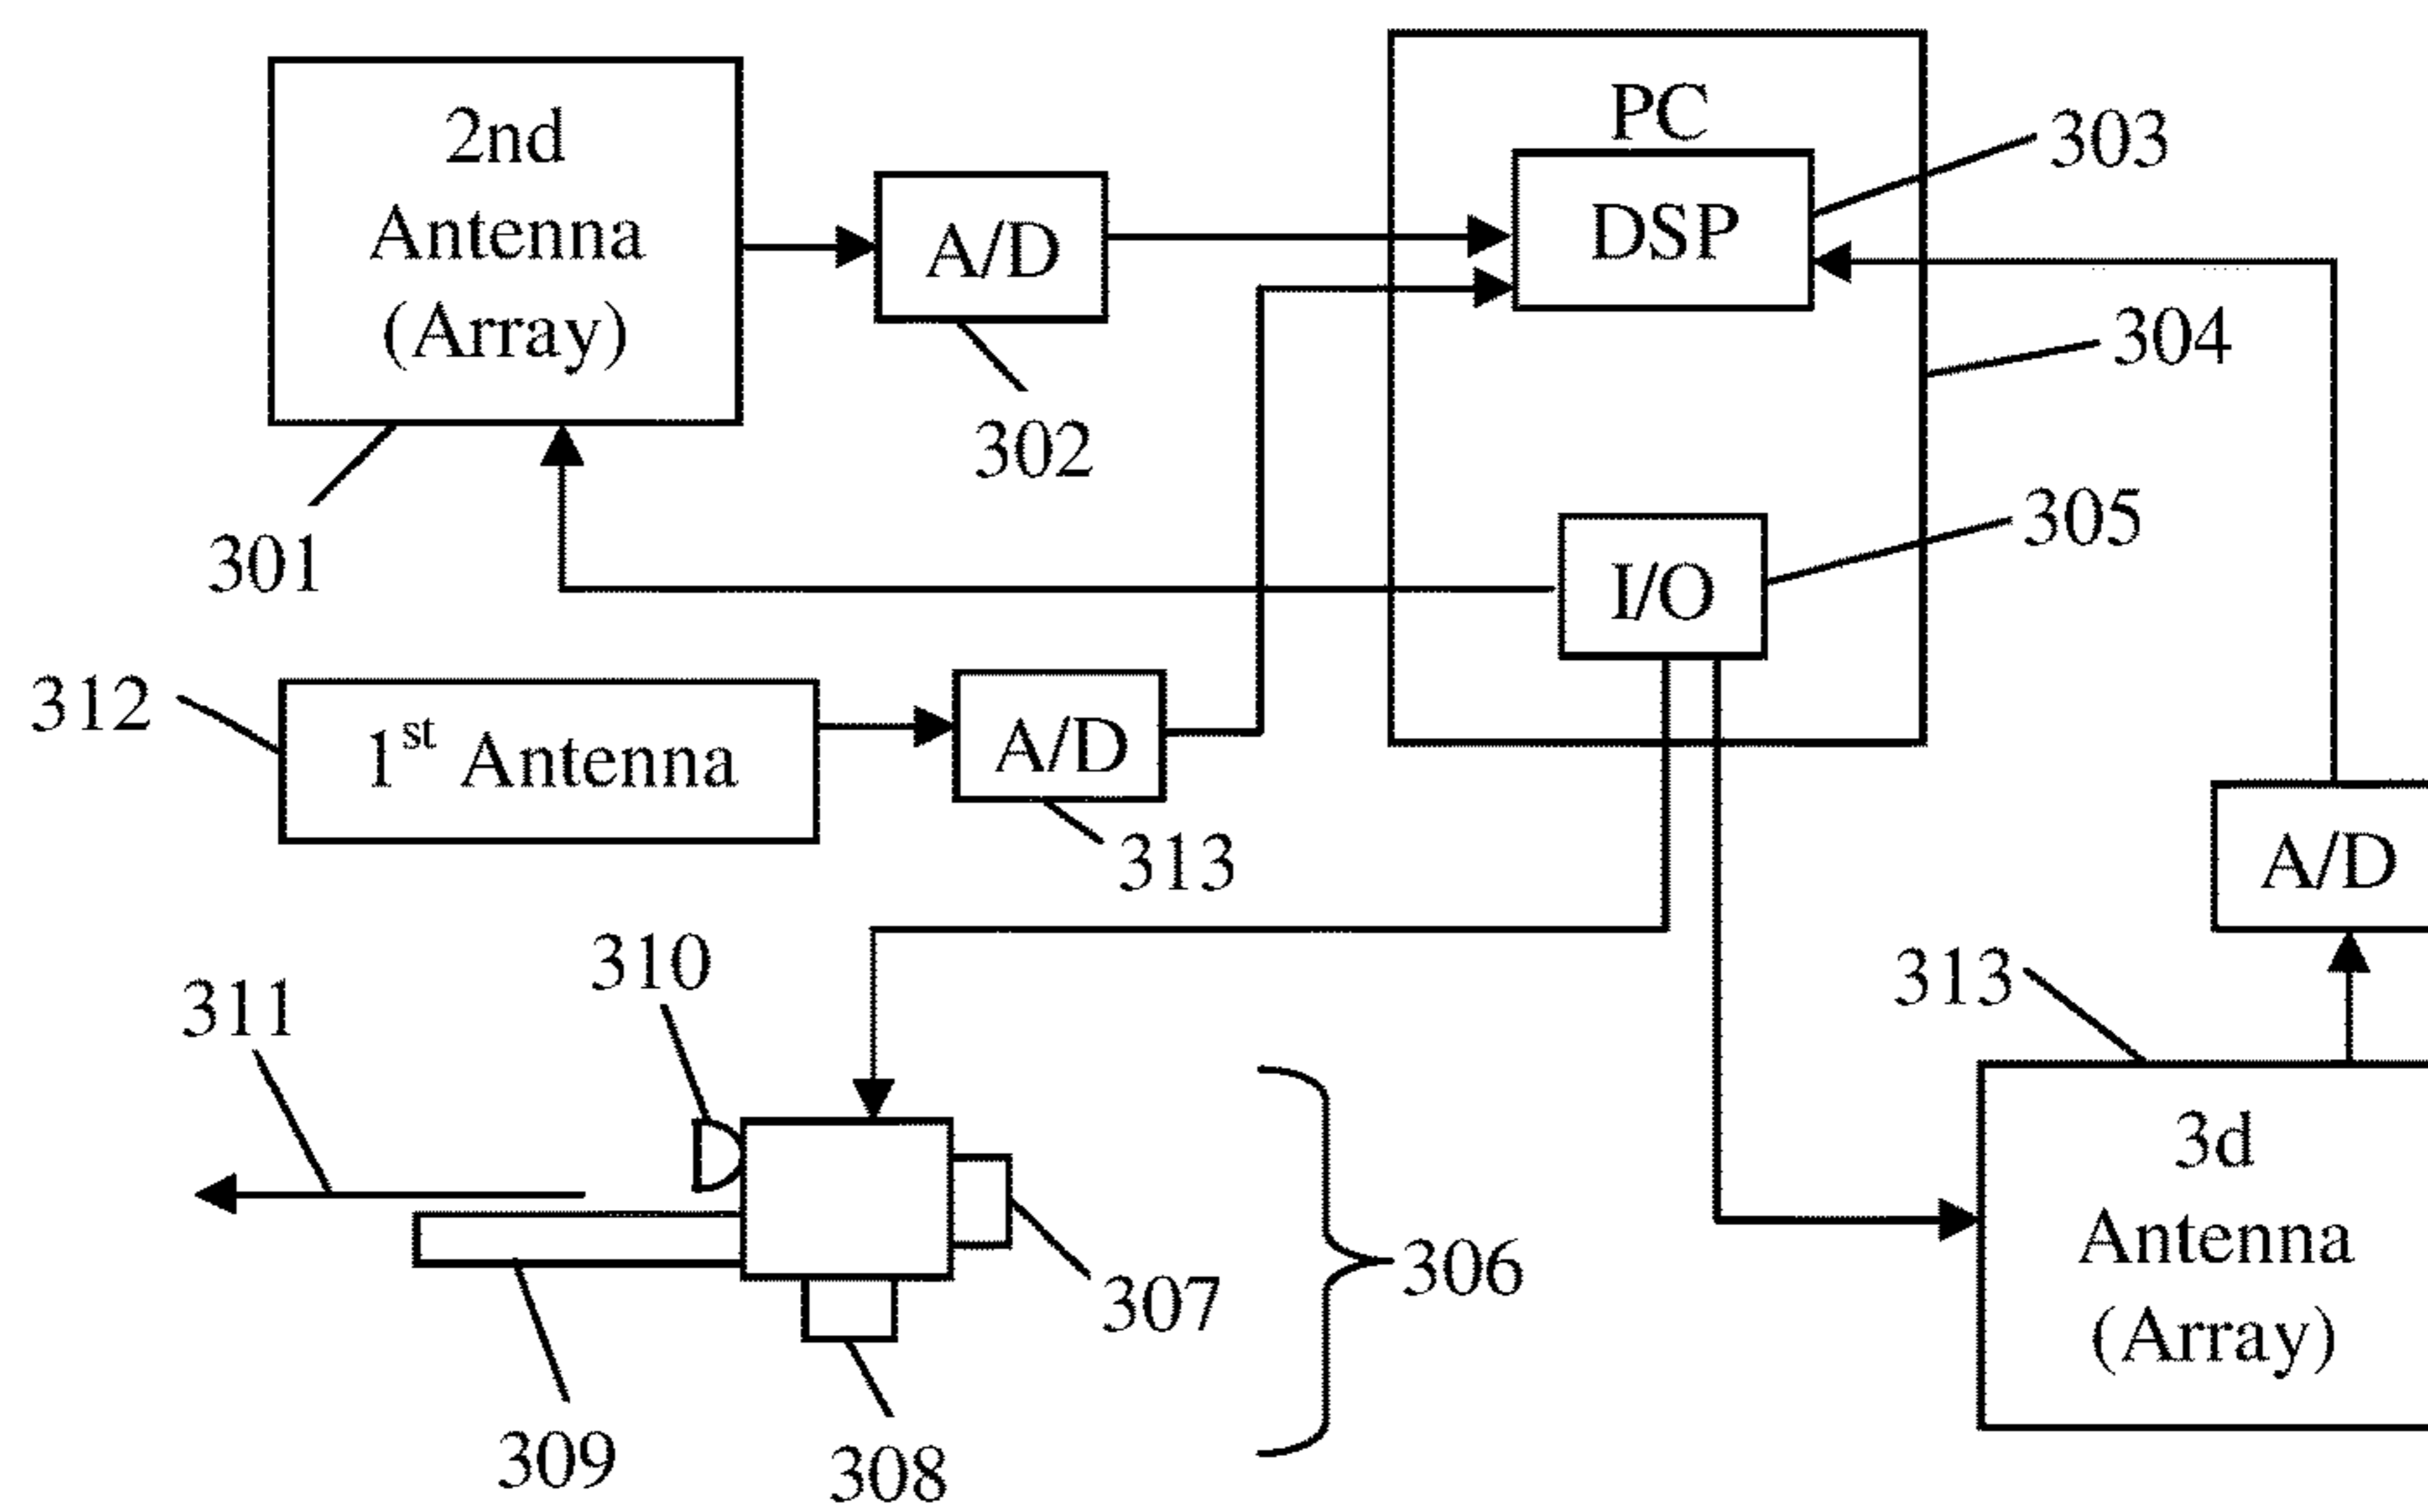 PC
2nd
Antenna
(Array)
A/D
DSP
303
304
302
301
I/O
305
312
1st Antenna
A/D
313
A/D
310
311
313
3d
Antenna
(Array)
306
307
309
308